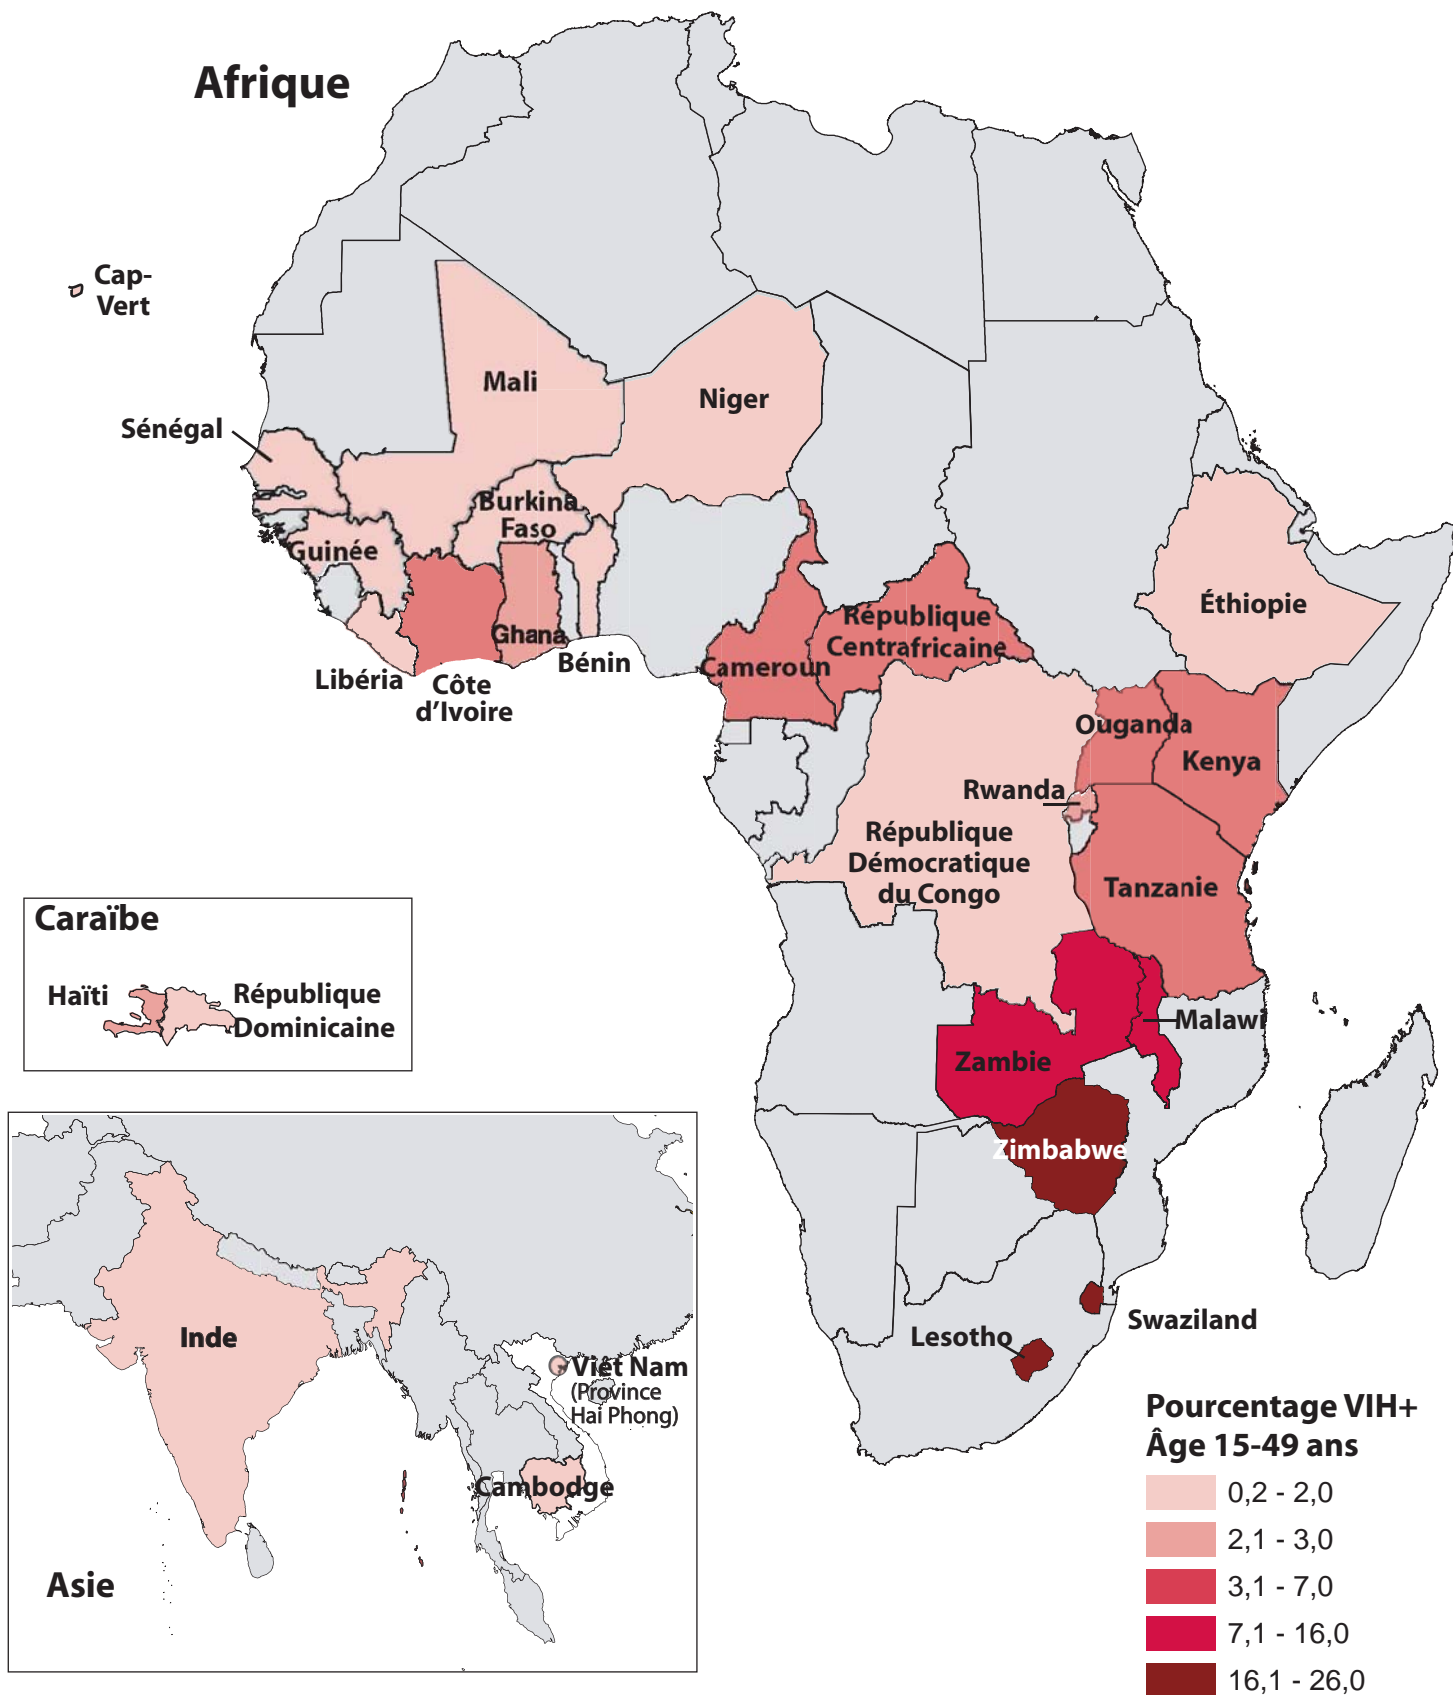 Afrique
Cap-
Vert
Mali
Niger
Sénégal
Burkina
Faso
Guinée
Éthiopie
République
Centrafricaine
Ghana
Bénin
Cameroun
Libéria
Côte
d'Ivoire
Ouganda
Kenya
Rwanda
République
Démocratique
du Congo
Tanzanie
Caraïbe
Haïti
République
Dominicaine
Malawi
Zambie
Zimbabwe
Swaziland
Lesotho
Inde
Viêt Nam
(Province
Hai Phong)
Cambodge
Asie
Pourcentage VIH+
Âge 15-49 ans
0,2 - 2,0
2,1 - 3,0
3,1 - 7,0
7,1 - 16,0
16,1 - 26,0